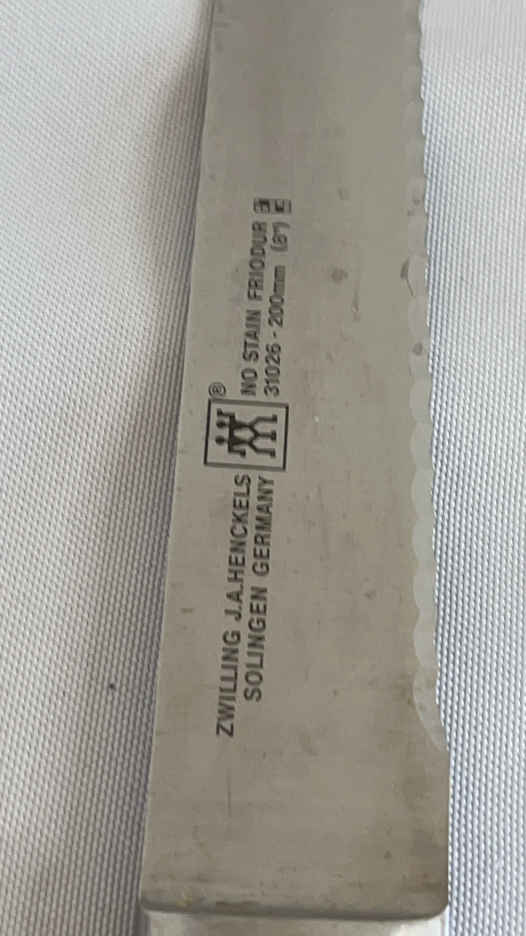 ZWILLING J.A.HENCKELS ® NO STAIN FRIODUR
SOLINGEN GERMANY 31026 - 200mm (8")